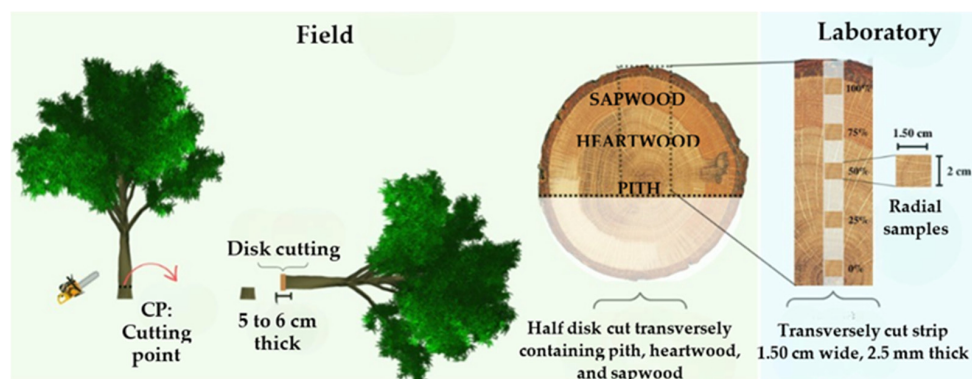 Field
Laboratory
CP:
Cutting
point
Disk cutting
5 to 6 cm
thick
SAPWOOD
HEARTWOOD
PITH
Half disk cut transversely
containing pith, heartwood,
and sapwood
100%
75%
50%
25%
0%
1.50 cm
2 cm
Radial
samples
Transversely cut strip
1.50 cm wide, 2.5 mm thick